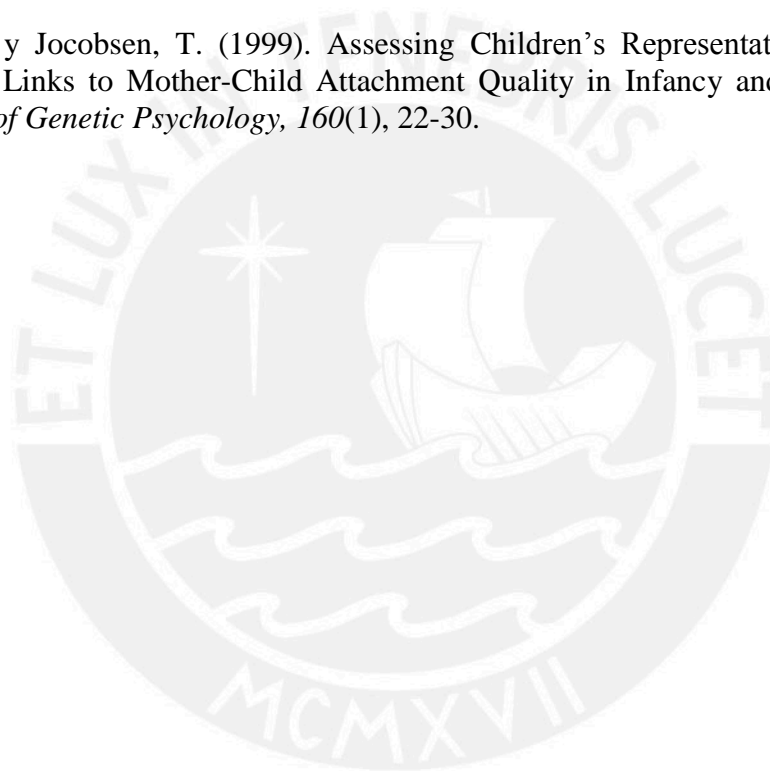 y Jocobsen, T. (1999). Assessing Children’s Representat
Links to Mother-Child Attachment Quality in Infancy and
of Genetic Psychology, 160(1), 22-30.
ET LUX IN TENEBRIS LUCET
MCMXVII